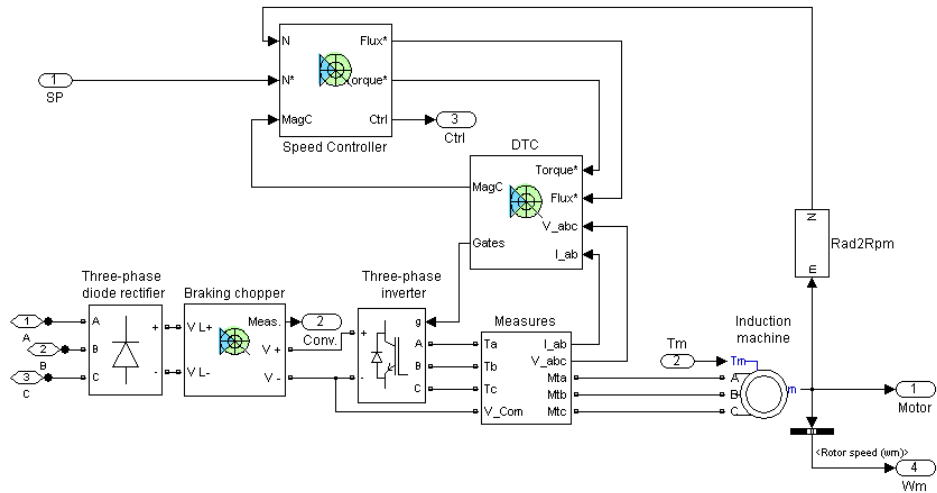 N
Flux*
1
SP
N*
Torque*
MagC
Ctrl
3
Ctrl
Speed Controller
DTC
Torque*
MagC
Flux*
V_abc
Gates
I_ab
N
m
Rad2Rpm
Three-phase
diode rectifier
Braking chopper
Three-phase
inverter
1
A
2
B
3
C
A
B
C
+
-
V L+
V L-
Meas.
V +
V -
2
Conv.
g
+
-
A
B
C
Measures
Ta
Tb
Tc
V_Com
I_ab
V_abc
Mta
Mtb
Mtc
Tm
2
Induction
machine
Tm
A
B
C
m
1
Motor
<Rotor speed (wm)>
4
Wm